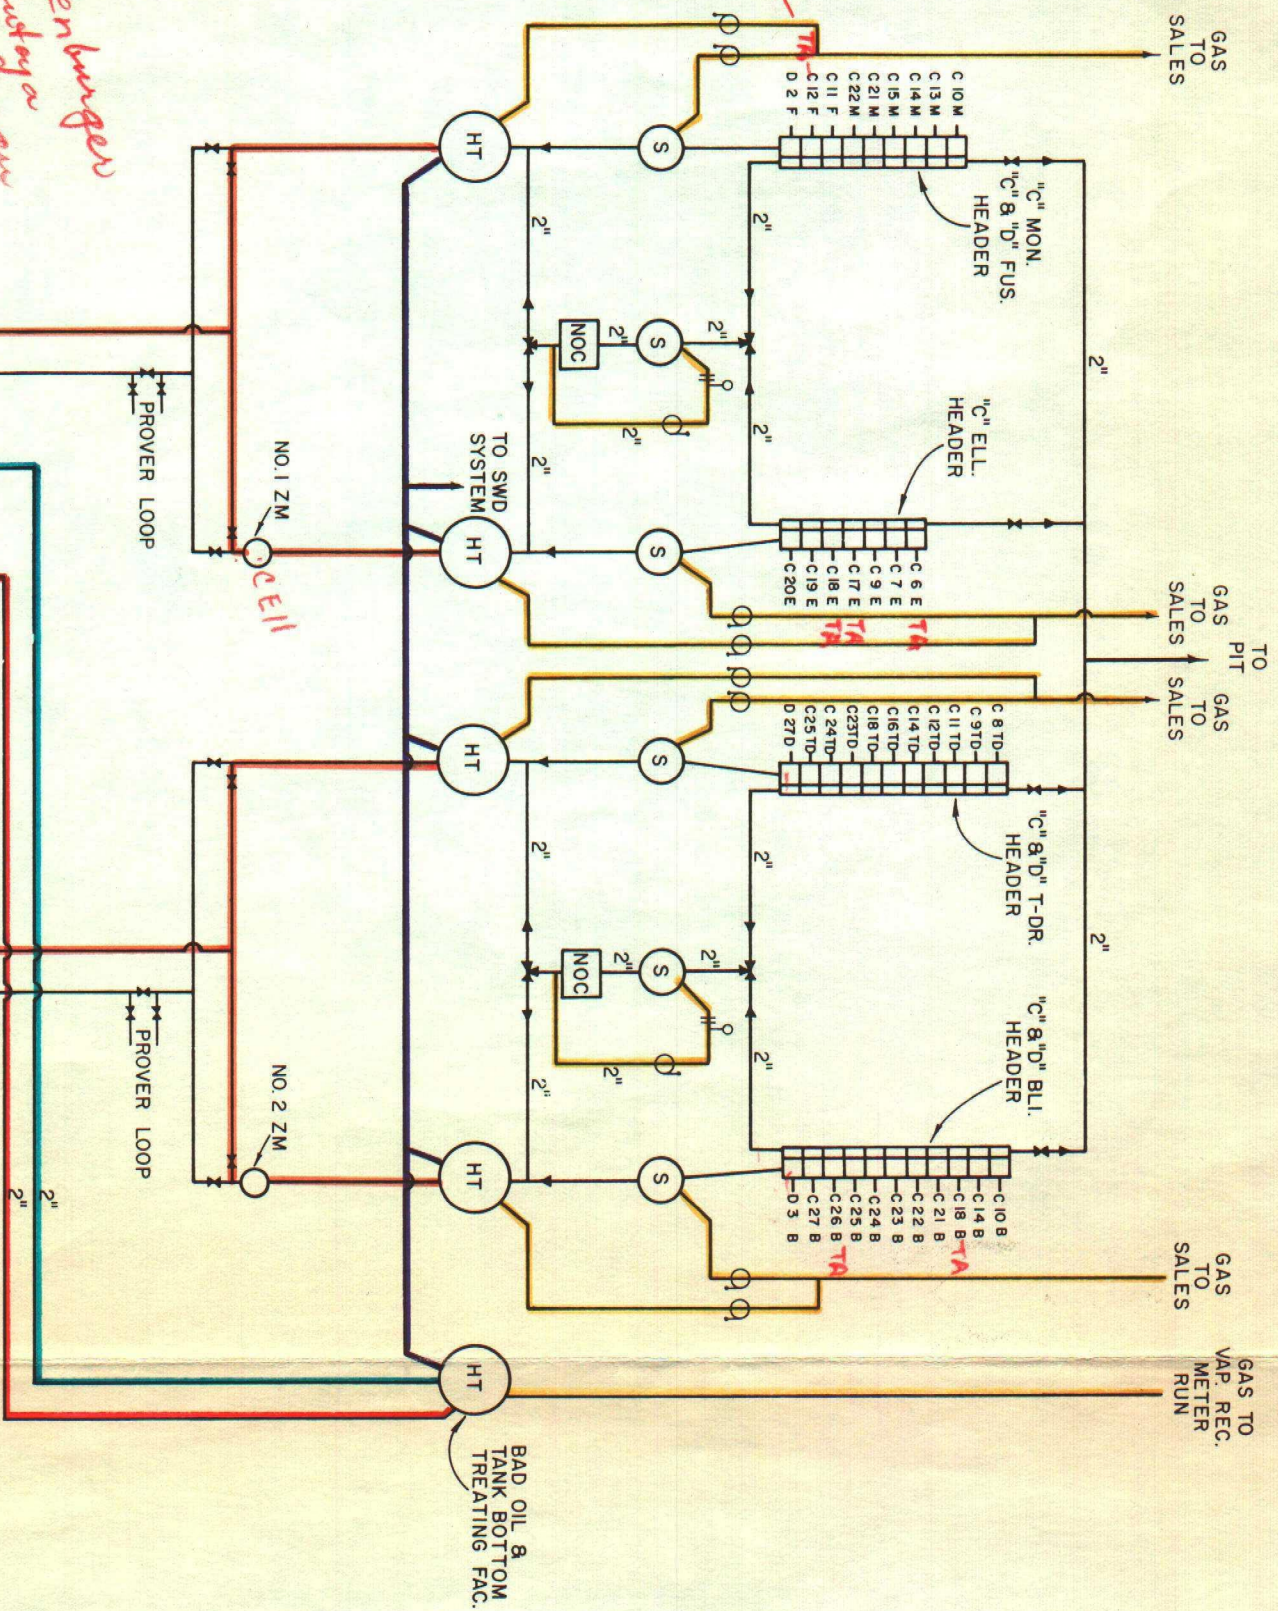 GAS
TO
SALES
GAS
TO
SALES
TO
PIT
GAS
TO
SALES
GAS
TO
SALES
GAS TO
VAP. REC.
METER
RUN
2"
2"
C 10 M
C 13 M
C 14 M
C 15 M
C 21 M
C 22 M
C 11 F
C 12 F
D 2 F
TA
"C" MON.
"C" & "D" FUS.
HEADER
"C" ELL.
HEADER
C 6 E
C 7 E
C 9 E
C 17 E
C 18 E
C 19 E
C 20 E
TA
TA
TA
C 8 TD
C 9 TD
C 11 TD
C 12 TD
C 14 TD
C 16 TD
C 18 TD
C 23 TD
C 24 TD
C 25 TD
D 27 D
"C" & "D" T-DR.
HEADER
"C" & "D" BLI.
HEADER
C 10 B
C 14 B
C 18 B
C 21 B
C 22 B
C 23 B
C 24 B
C 25 B
C 26 B
C 27 B
D 3 B
TA
TA
2"
2"
2"
2"
2"
2"
S
S
S
S
S
S
2"
2"
2"
2"
NOC
NOC
2"
2"
2"
2"
HT
HT
HT
HT
HT
TO SWD
SYSTEM
BAD OIL &
TANK BOTTOM
TREATING FAC.
NO. 1 ZM
C Ell
NO. 2 ZM
PROVER LOOP
PROVER LOOP
2"
2"
enburger